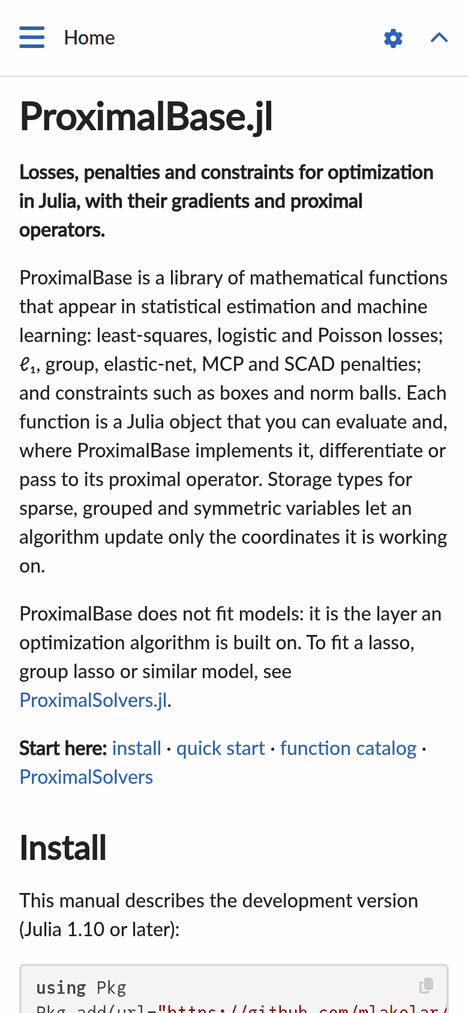 Home
ProximalBase.jl
Losses, penalties and constraints for optimization
in Julia, with their gradients and proximal
operators.
ProximalBase is a library of mathematical functions
that appear in statistical estimation and machine
learning: least-squares, logistic and Poisson losses;
ℓ₁, group, elastic-net, MCP and SCAD penalties;
and constraints such as boxes and norm balls. Each
function is a Julia object that you can evaluate and,
where ProximalBase implements it, differentiate or
pass to its proximal operator. Storage types for
sparse, grouped and symmetric variables let an
algorithm update only the coordinates it is working
on.
ProximalBase does not fit models: it is the layer an
optimization algorithm is built on. To fit a lasso,
group lasso or similar model, see
ProximalSolvers.jl.
Start here: install · quick start · function catalog ·
ProximalSolvers
Install
This manual describes the development version
(Julia 1.10 or later):
using Pkg
Pkg.add(url="https://github.com/mlakolar/